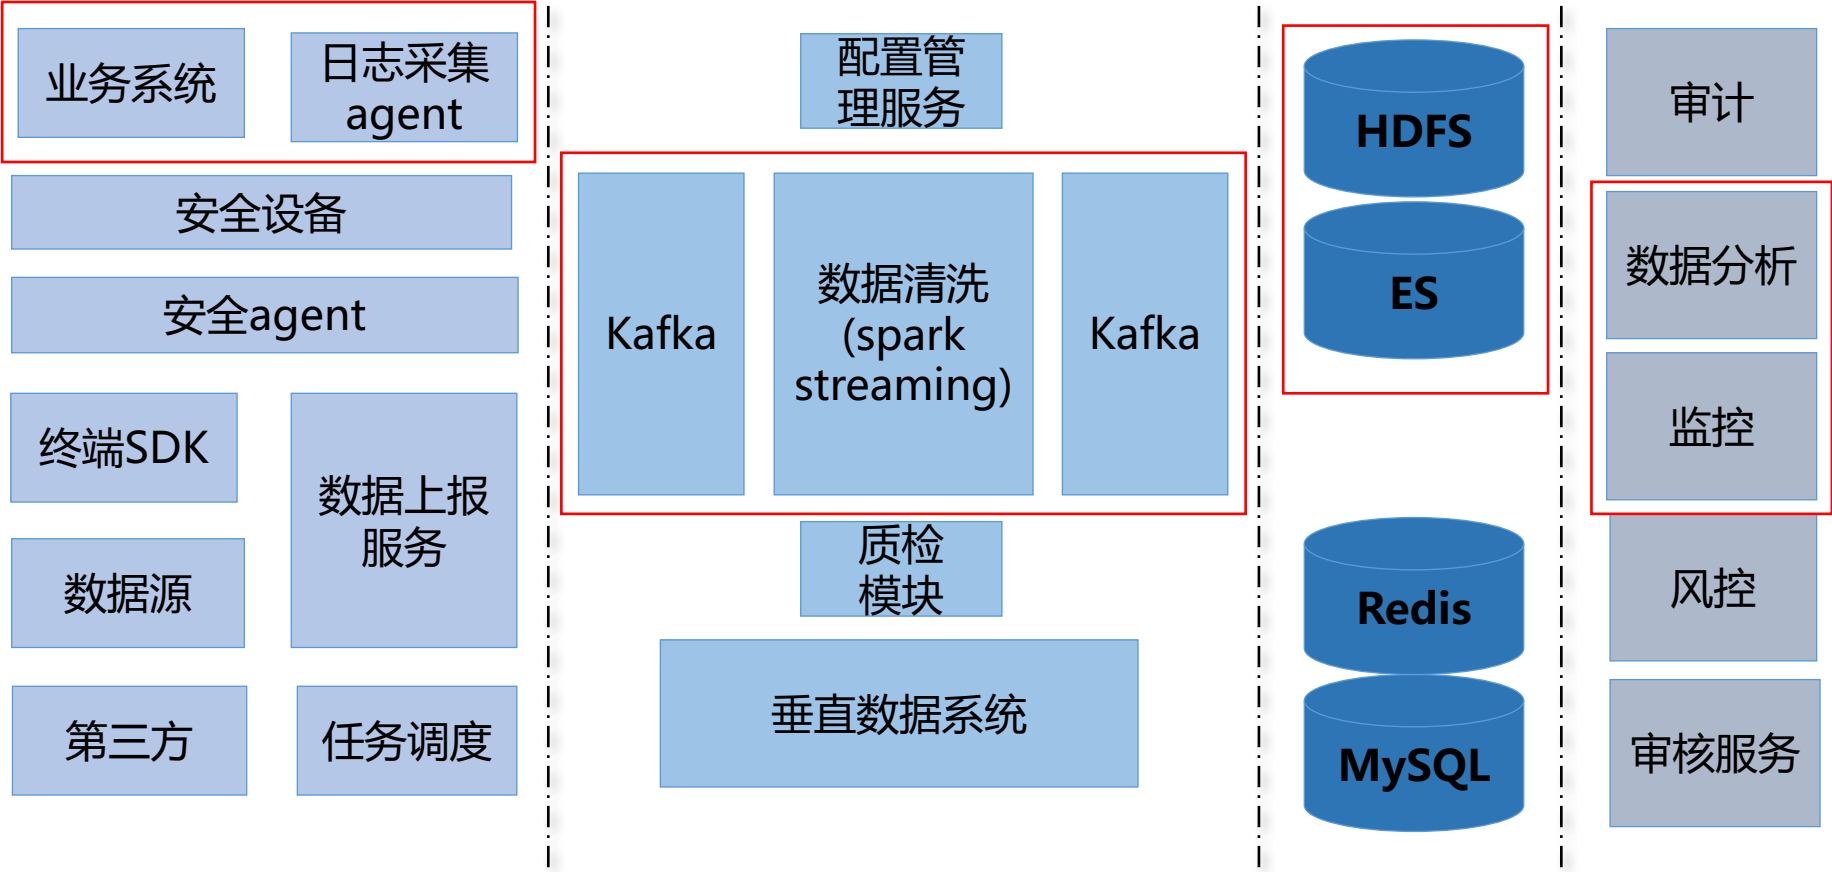 业务系统
日志采集
agent
安全设备
安全agent
终端SDK
数据上报
服务
数据源
第三方
任务调度
配置管
理服务
Kafka
数据清洗
(spark
streaming)
Kafka
质检
模块
垂直数据系统
HDFS
ES
Redis
MySQL
审计
数据分析
监控
风控
审核服务